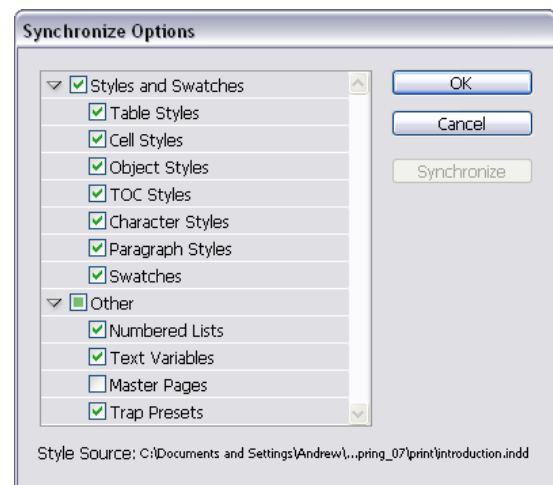 Synchronize Options
Styles and Swatches
Table Styles
Cell Styles
Object Styles
TOC Styles
Character Styles
Paragraph Styles
Swatches
Other
Numbered Lists
Text Variables
Master Pages
Trap Presets
OK
Cancel
Synchronize
Style Source: C:\Documents and Settings\Andrew\...pring_07\print\introduction.indd